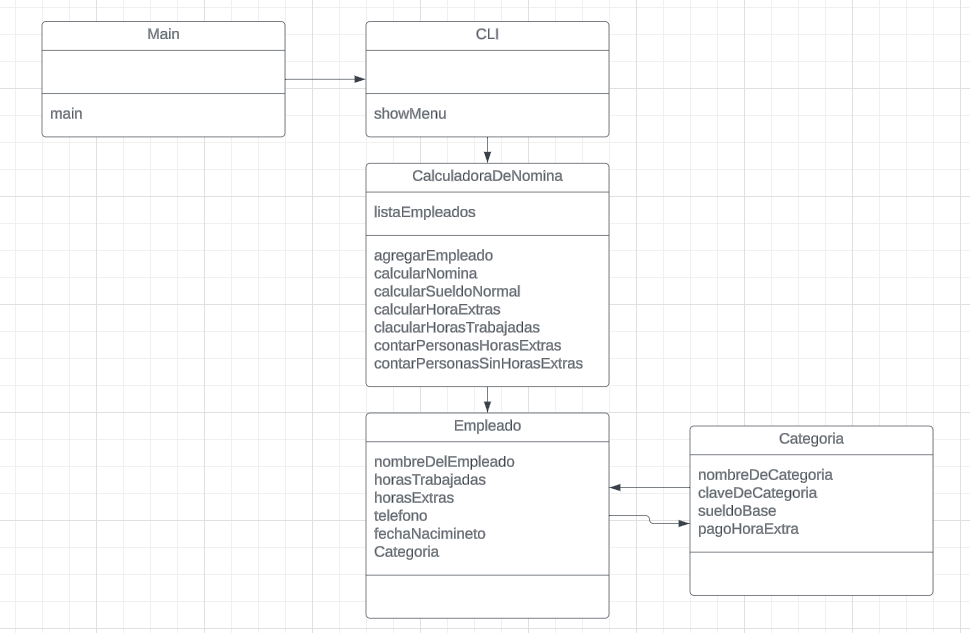 Main
main
CLI
showMenu
CalculadoraDeNomina
listaEmpleados
agregarEmpleado
calcularNomina
calcularSueldoNormal
calcularHoraExtras
clacularHorasTrabajadas
contarPersonasHorasExtras
contarPersonasSinHorasExtras
Empleado
nombreDelEmpleado
horasTrabajadas
horasExtras
telefono
fechaNacimineto
Categoria
Categoria
nombreDeCategoria
claveDeCategoria
sueldoBase
pagoHoraExtra